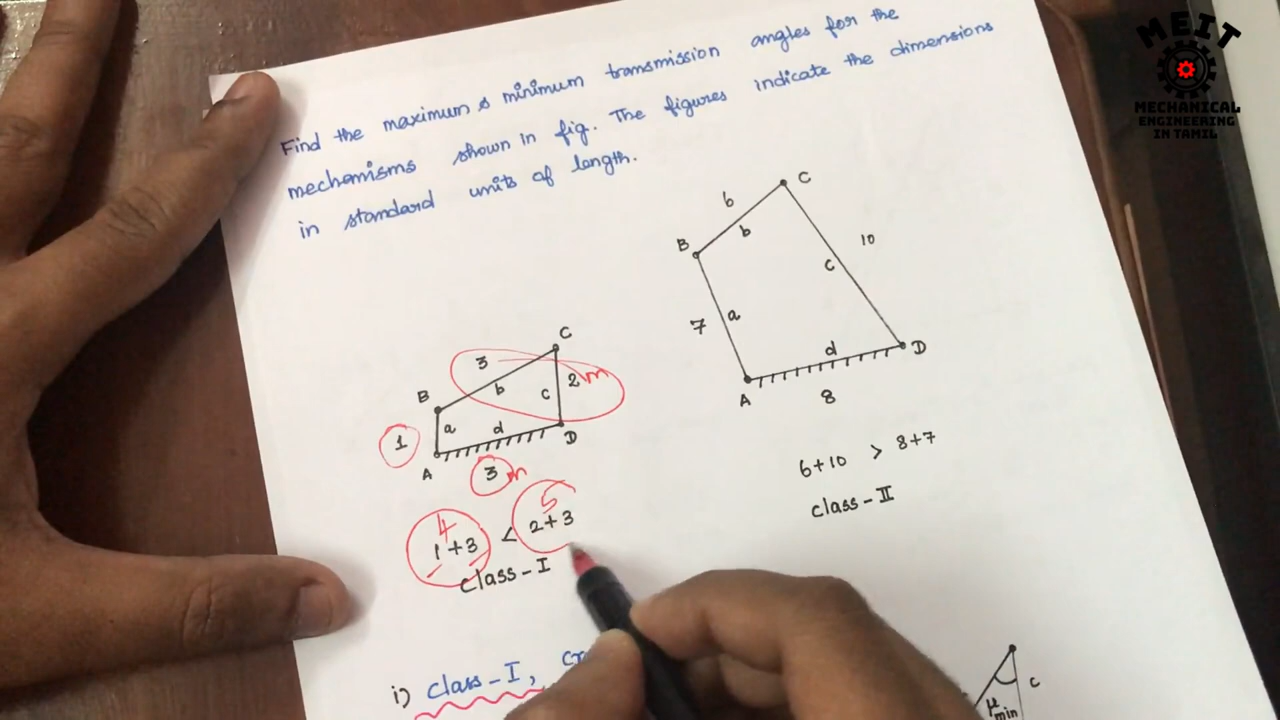 MEIT
MECHANICAL
ENGINEERING
IN TAMIL
Find the maximum & minimum transmission angles for the
mechanisms shown in fig. The figures indicate the dimensions
in standard units of length.
C
3
B
b
2
c
1
a
d
A
D
3
4
5
1+3 < 2+3
class-I
C
6
b
B
10
c
7
a
d
D
A
8
6+10 > 8+7
class-II
i) class-I,
c
μmin